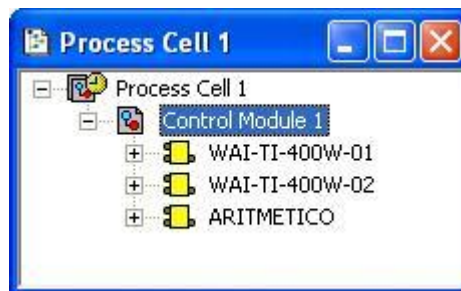 Process Cell 1
Process Cell 1
Control Module 1
WAI-TI-400W-01
WAI-TI-400W-02
ARITMETICO